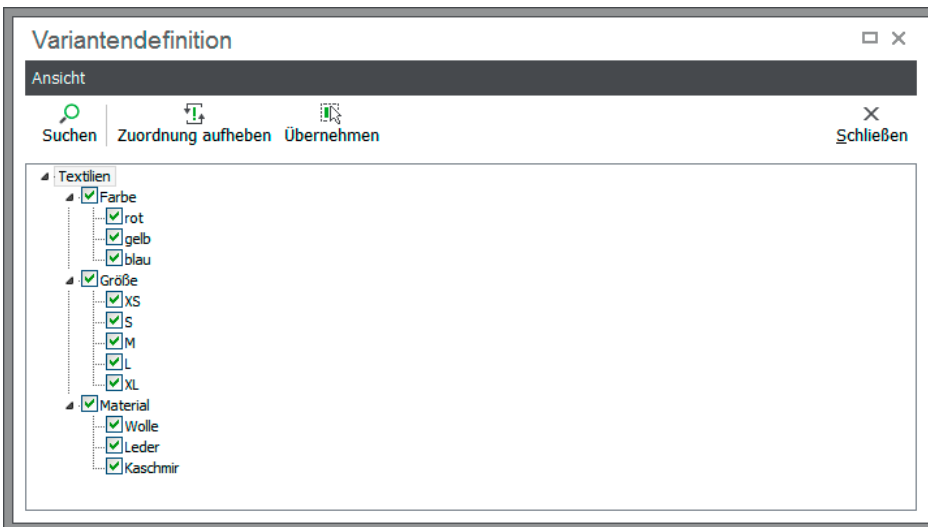 Variantendefinition
Ansicht
Suchen Zuordnung aufheben Übernehmen Schließen
Textilien
Farbe
rot
gelb
blau
Größe
XS
S
M
L
XL
Material
Wolle
Leder
Kaschmir